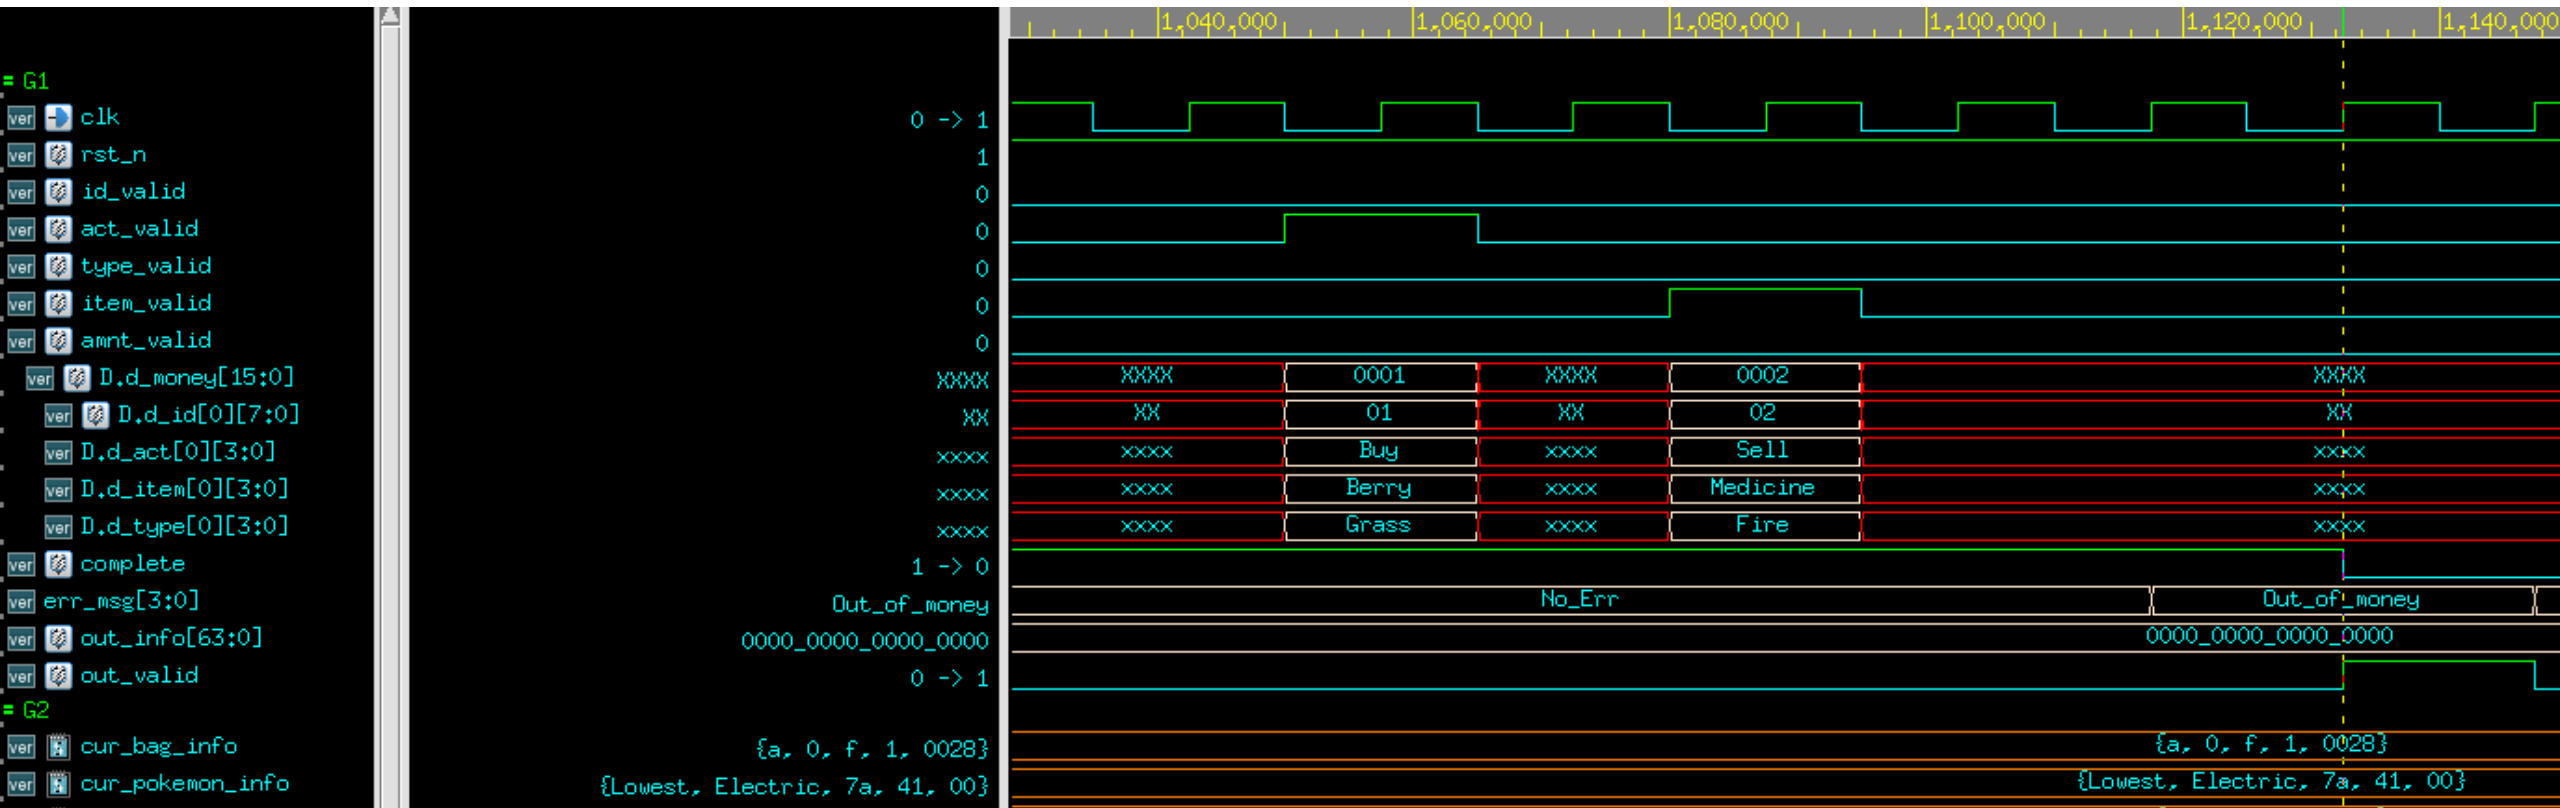 1,040,000 1,060,000 1,080,000 1,100,000 1,120,000 1,140,000
= G1
ver clk 0 -> 1
ver rst_n 1
ver id_valid 0
ver act_valid 0
ver type_valid 0
ver item_valid 0
ver amnt_valid 0
ver D.d_money[15:0] XXXX XXXX 0001 XXXX 0002 XXXX
ver D.d_id[0][7:0] XX XX 01 XX 02 XX
ver D.d_act[0][3:0] xxxx xxxx Buy xxxx Sell xxxx
ver D.d_item[0][3:0] xxxx xxxx Berry xxxx Medicine xxxx
ver D.d_type[0][3:0] xxxx xxxx Grass xxxx Fire xxxx
ver complete 1 -> 0
ver err_msg[3:0] Out_of_money No_Err Out_of_money
ver out_info[63:0] 0000_0000_0000_0000 0000_0000_0000_0000
ver out_valid 0 -> 1
= G2
ver cur_bag_info {a, 0, f, 1, 0028} {a, 0, f, 1, 0028}
ver cur_pokemon_info {Lowest, Electric, 7a, 41, 00} {Lowest, Electric, 7a, 41, 00}